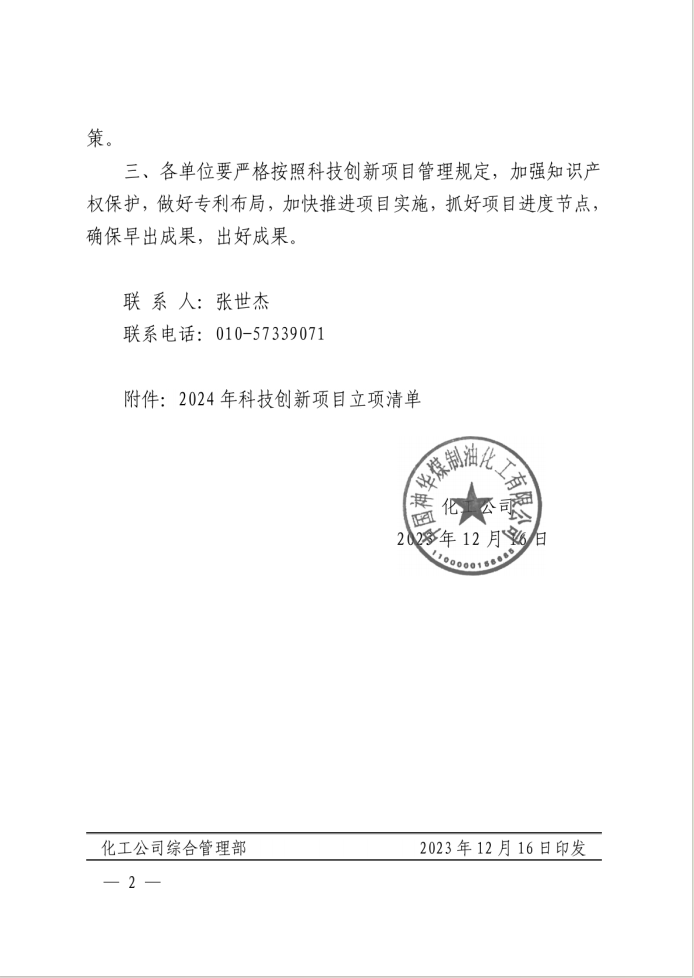 策。
三、各单位要严格按照科技创新项目管理规定，加强知识产
权保护，做好专利布局，加快推进项目实施，抓好项目进度节点，
确保早出成果，出好成果。
联 系 人：张世杰
联系电话：010-57339071
附件：2024 年科技创新项目立项清单
中国神华煤制油化工有限公司
化工公司
2023 年 12 月 16 日
化工公司综合管理部 2023 年 12 月 16 日印发
— 2 —